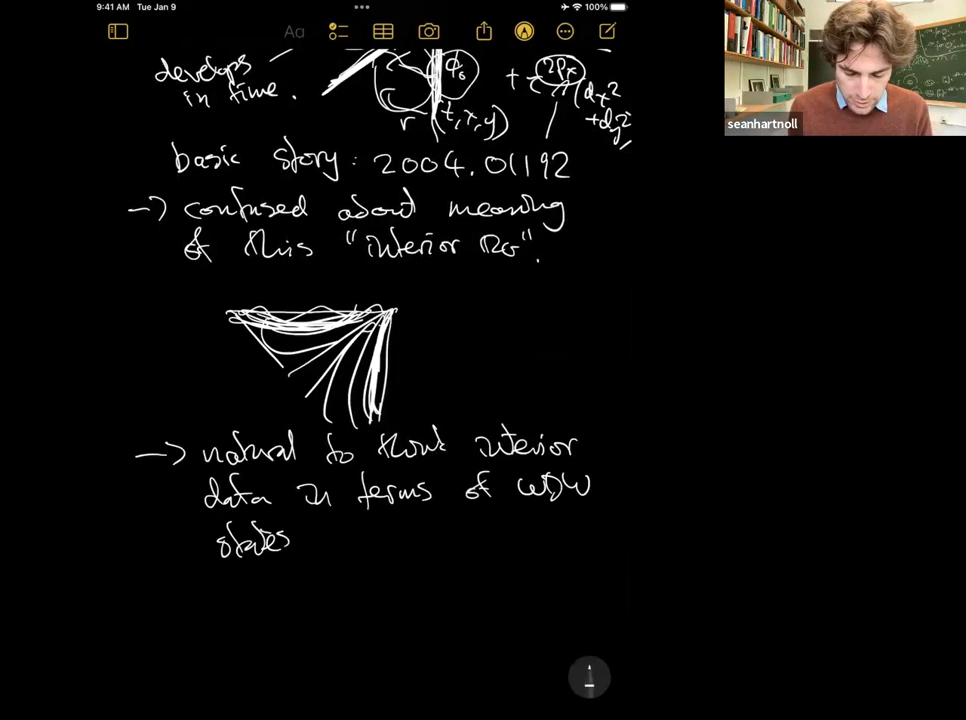 9:41 AM Tue Jan 9
100%
Aa
seanhartnoll
develops
in time.
r (t, x, y)
basic story: 2004.01192
→ confused about meaning
of this "interior RG".
→ natural to think interior
data in terms of WDW
states